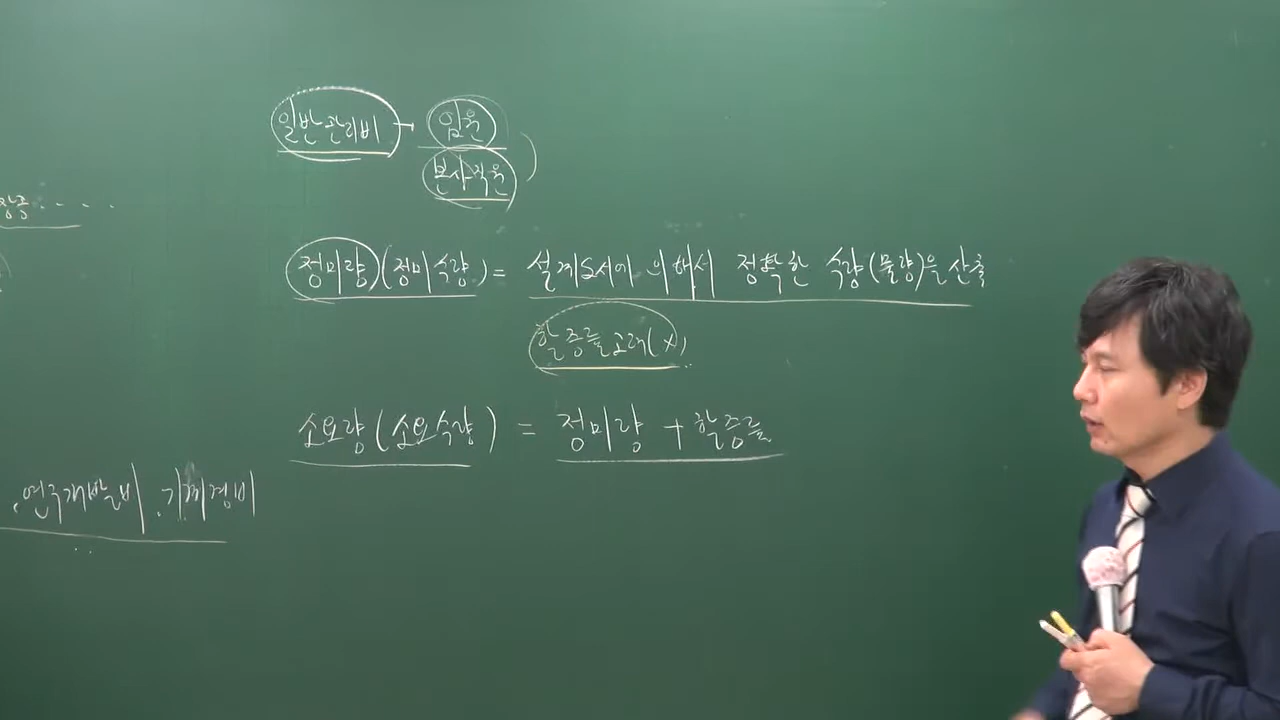 일반관리비 - 임원
본사직원
정미량(정미수량) = 설계도서에 의해서 정확한 수량(물량)을 산출
할증률고려(x)
소요량(소요수량) = 정미량 + 할증률
연구개발비, 기계경비